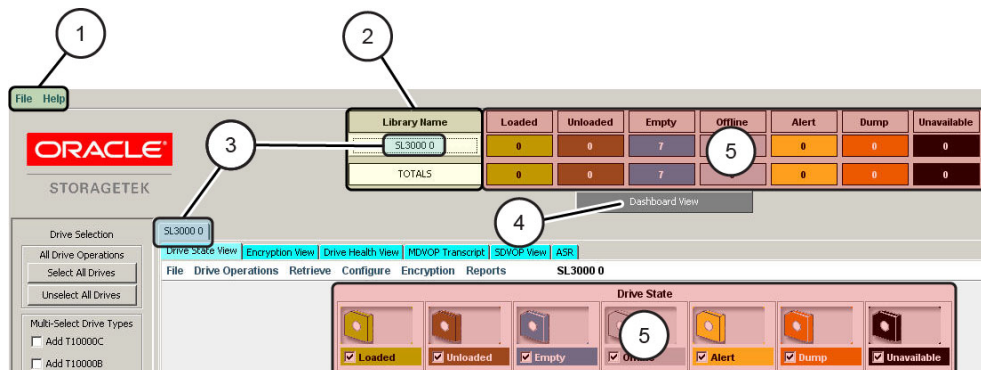 1
2
File Help
Library Name Loaded Unloaded Empty Offline Alert Dump Unavailable
3
SL3000 0 0 0 7 5 0 0 0
ORACLE
TOTALS 0 0 7 0 0 0
STORAGETEK
4
Dashboard View
SL3000 0
Drive Selection
Drive State View Encryption View Drive Health View MDVOP Transcript SDVOP View ASR
All Drive Operations
File Drive Operations Retrieve Configure Encryption Reports SL3000 0
Select All Drives
Unselect All Drives
Drive State
Multi-Select Drive Types
5
Add T10000C
Loaded Unloaded Empty Alert Dump Unavailable
Add T10000B